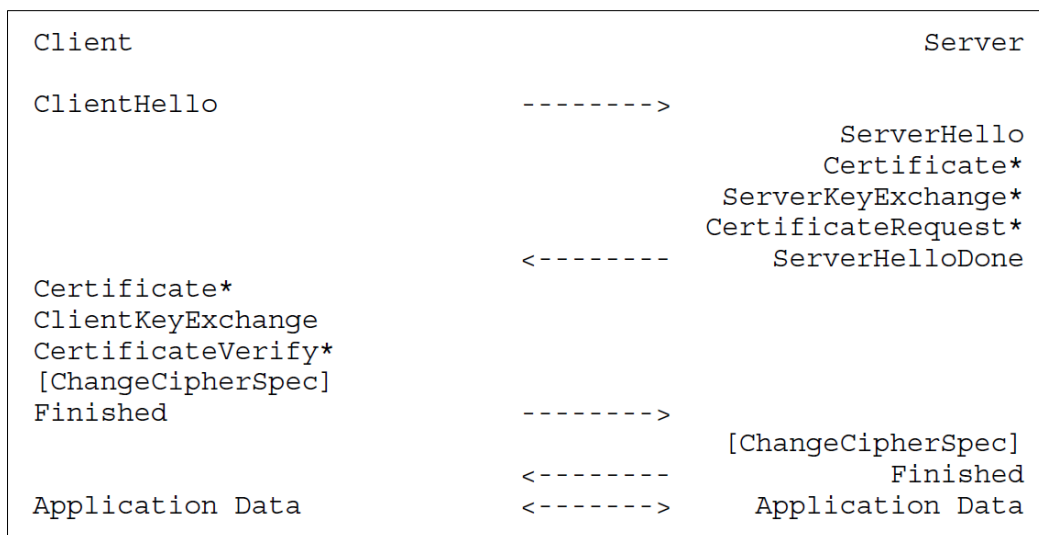 Client                                               Server

ClientHello                  -------->
                                                ServerHello
                                               Certificate*
                                         ServerKeyExchange*
                                        CertificateRequest*
                             <--------      ServerHelloDone
Certificate*
ClientKeyExchange
CertificateVerify*
[ChangeCipherSpec]
Finished                     -------->
                                         [ChangeCipherSpec]
                             <--------             Finished
Application Data             <------->     Application Data